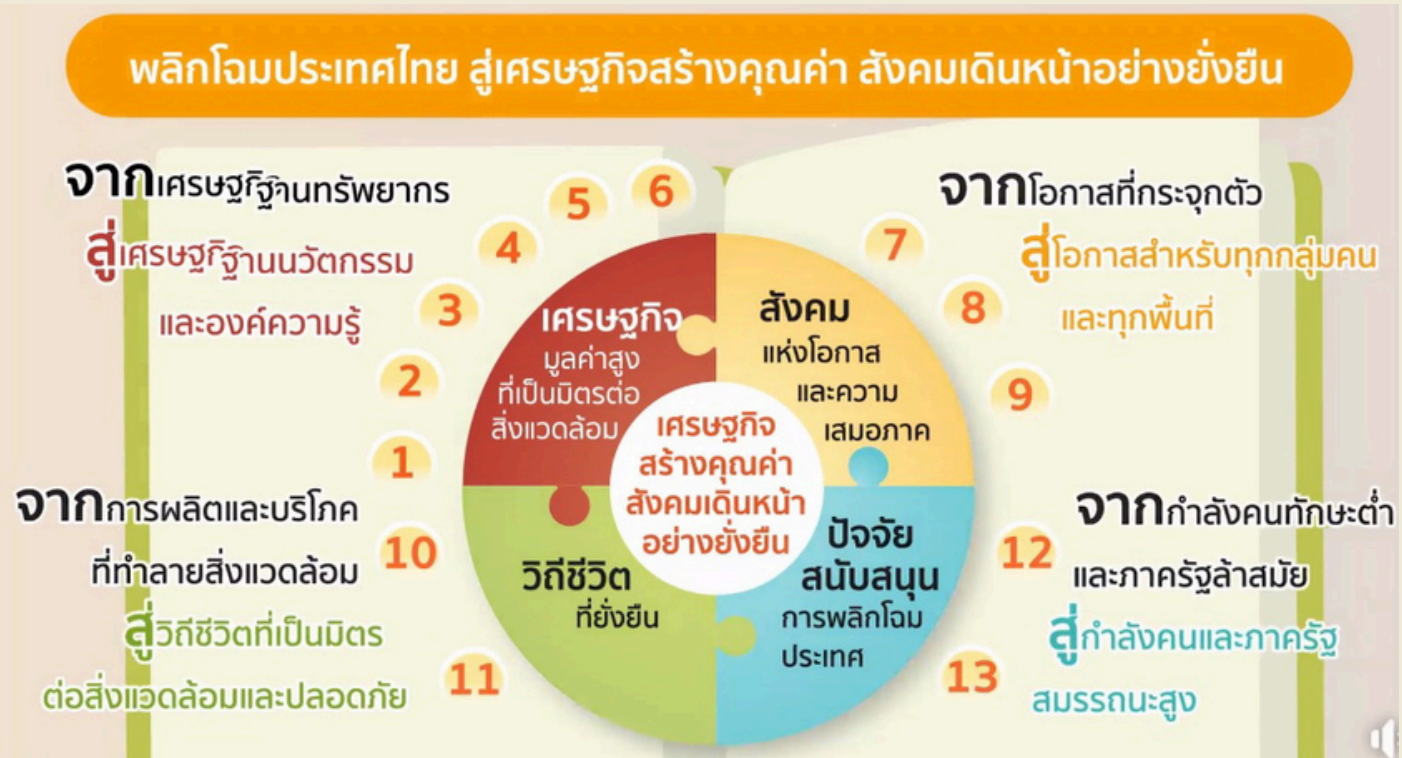 พลิกโฉมประเทศไทย สู่เศรษฐกิจสร้างคุณค่า สังคมเดินหน้าอย่างยั่งยืน
จากเศรษฐกิจฐานทรัพยากร
สู่เศรษฐกิจฐานนวัตกรรม
และองค์ความรู้
1
2
3
4
5
6
เศรษฐกิจ
มูลค่าสูง
ที่เป็นมิตรต่อ
สิ่งแวดล้อม
สังคม
แห่งโอกาส
และความ
เสมอภาค
7
8
9
จากโอกาสที่กระจุกตัว
สู่โอกาสสำหรับทุกกลุ่มคน
และทุกพื้นที่
เศรษฐกิจ
สร้างคุณค่า
สังคมเดินหน้า
อย่างยั่งยืน
จากการผลิตและบริโภค
ที่ทำลายสิ่งแวดล้อม
สู่วิถีชีวิตที่เป็นมิตร
ต่อสิ่งแวดล้อมและปลอดภัย
10
11
วิถีชีวิต
ที่ยั่งยืน
ปัจจัย
สนับสนุน
การพลิกโฉม
ประเทศ
12
13
จากกำลังคนทักษะต่ำ
และภาครัฐล้าสมัย
สู่กำลังคนและภาครัฐ
สมรรถนะสูง